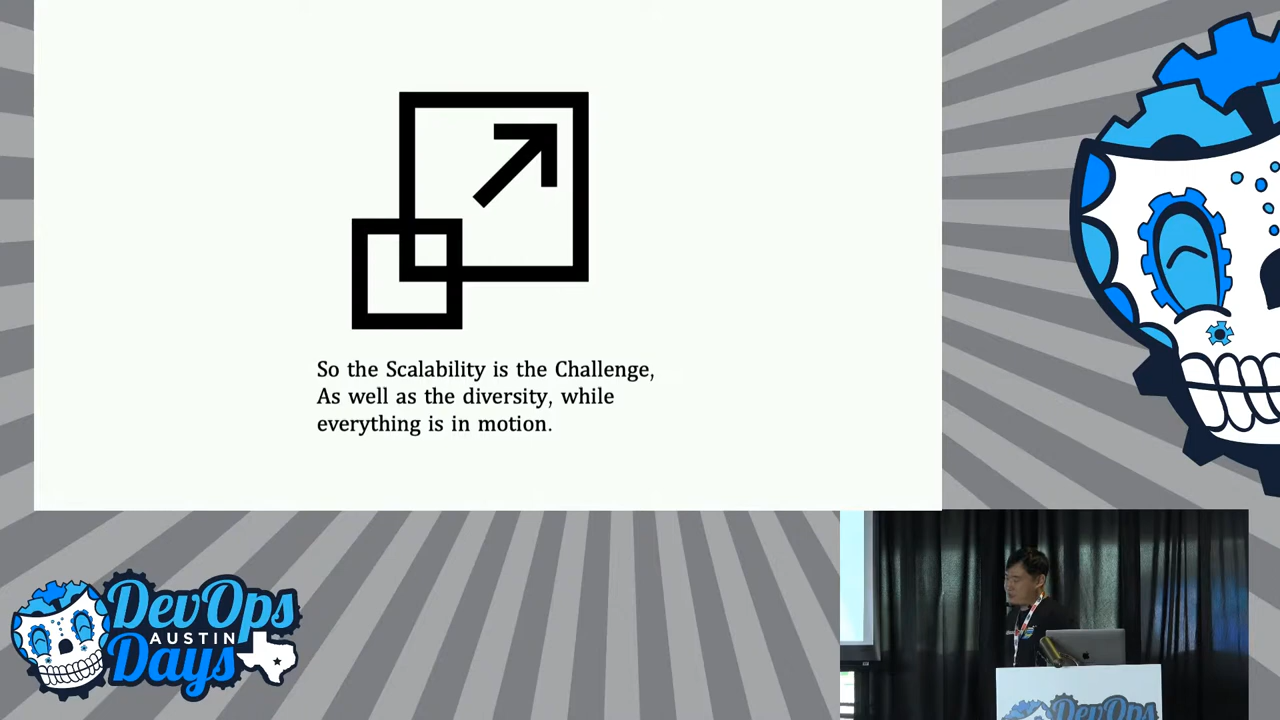 So the Scalability is the Challenge,
As well as the diversity, while
everything is in motion.
DevOps
AUSTIN
Days
DevOps